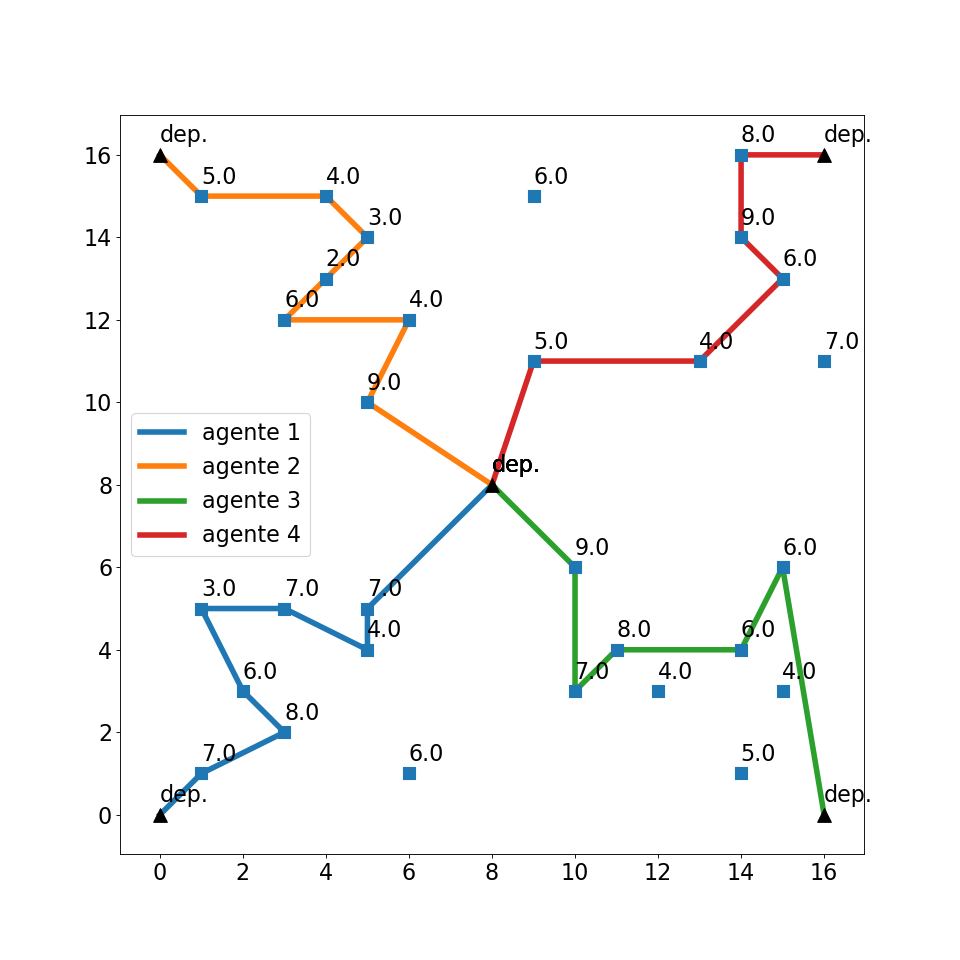 dep. 8.0 dep.
16
5.0 4.0 6.0
3.0 9.0
14
2.0 6.0
6.0 4.0
12
5.0 4.0 7.0
9.0
10
agente 1
agente 2
agente 3
agente 4
dep.
8
9.0 6.0
6
3.0 7.0 7.0
4.0 8.0 6.0
4
6.0 7.0 4.0 4.0
8.0
2
7.0 6.0 5.0
dep. dep.
0
0 2 4 6 8 10 12 14 16